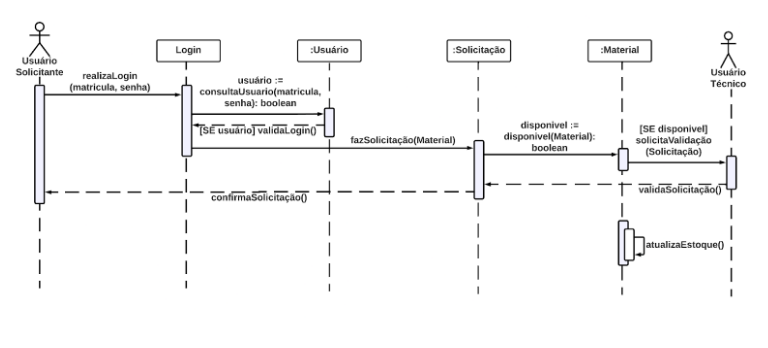 Usuário
Solicitante
Login
:Usuário
:Solicitação
:Material
Usuário
Técnico
realizaLogin
(matricula, senha)
usuário :=
consultaUsuario(matricula,
senha): boolean
[SE usuário] validaLogin()
fazSolicitação(Material)
disponivel :=
disponivel(Material):
boolean
[SE disponivel]
solicitaValidação
(Solicitação)
validaSolicitação()
confirmaSolicitação()
atualizaEstoque()